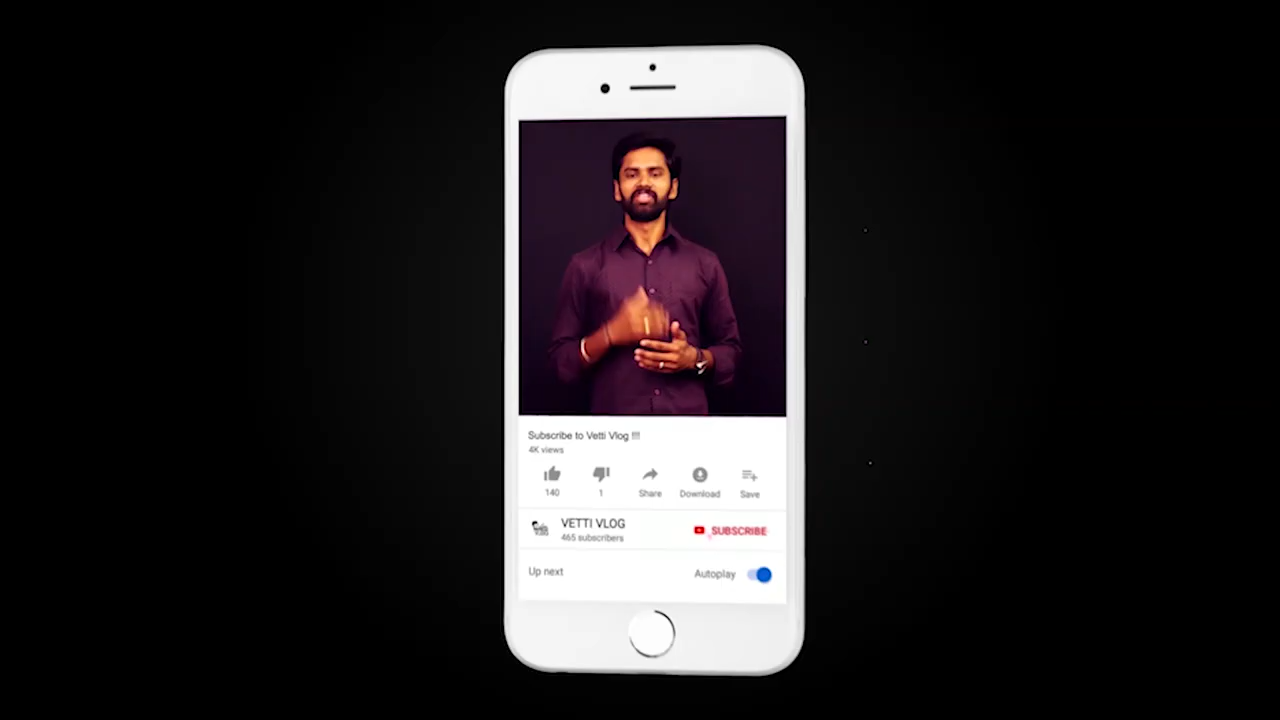 Subscribe to Vetti Vlog !!!
4K views
140 1 Share Download Save
VETTI VLOG SUBSCRIBE
465 subscribers
Up next Autoplay